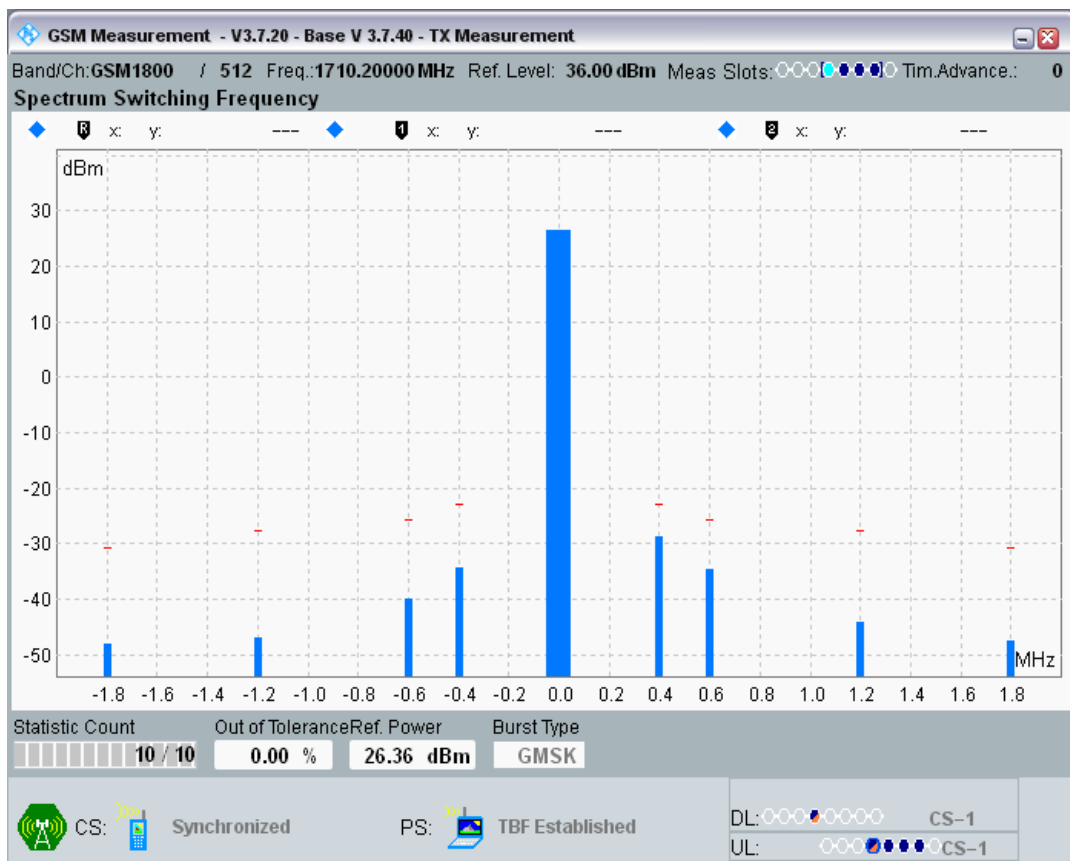 GSM Measurement - V3.7.20 - Base V 3.7.40 - TX Measurement
Band/Ch:GSM1800 / 512 Freq.:1710.20000 MHz Ref. Level: 36.00 dBm Meas Slots: Tim.Advance.: 0
Spectrum Switching Frequency
R x: y: --- 1 x: y: --- 2 x: y: ---
dBm
30
20
10
0
-10
-20
-30
-40
-50
MHz
-1.8 -1.6 -1.4 -1.2 -1.0 -0.8 -0.6 -0.4 -0.2 0.0 0.2 0.4 0.6 0.8 1.0 1.2 1.4 1.6 1.8
Statistic Count Out of Tolerance Ref. Power Burst Type
10 / 10 0.00 % 26.36 dBm GMSK
CS: Synchronized PS: TBF Established
DL: CS-1
UL: CS-1